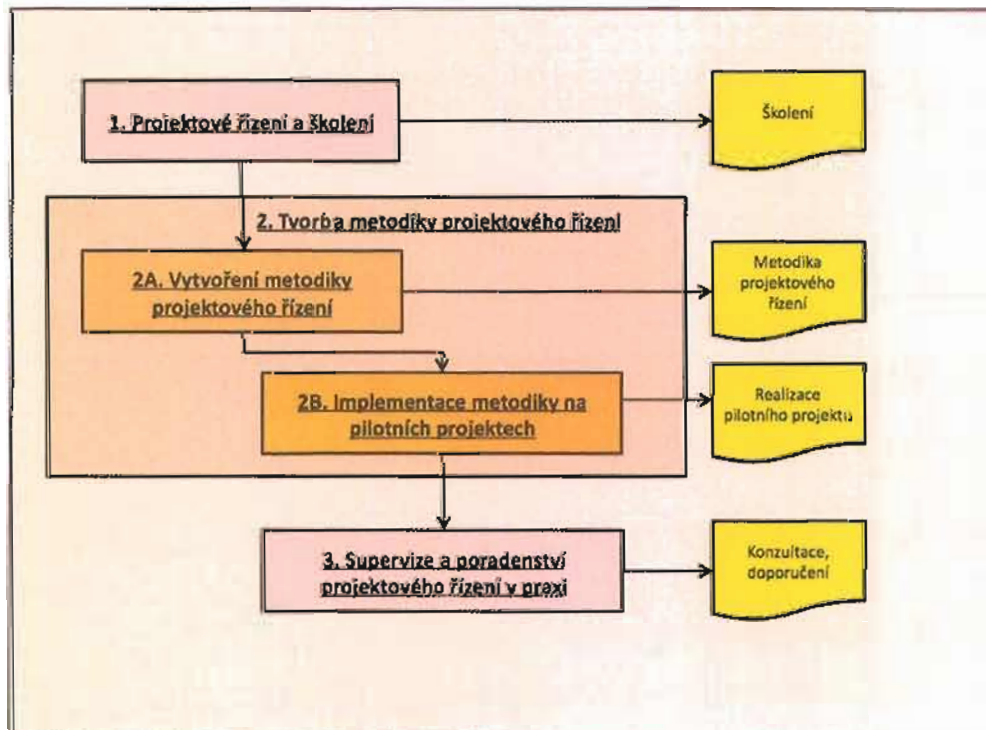 1. Projektové řízení a školení
Školení
2. Tvorba metodiky projektového řízení
2A. Vytvoření metodiky
projektového řízení
Metodika
projektového
řízení
2B. Implementace metodiky na
pilotních projektech
Realizace
pilotního projektu
3. Supervize a poradenství
projektového řízení v praxi
Konzultace,
doporučení